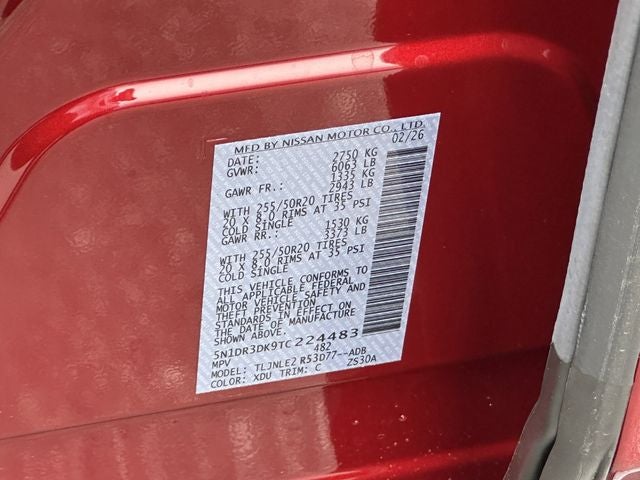 MFD BY NISSAN MOTOR CO., LTD.
DATE: 02/26
GVWR: 2750 KG
6063 LB
GAWR FR.: 1335 KG
2943 LB
WITH 255/50R20 TIRES
20 X 8.0 RIMS AT 35 PSI
COLD SINGLE
GAWR RR.: 1530 KG
3373 LB
WITH 255/50R20 TIRES
20 X 8.0 RIMS AT 35 PSI
COLD SINGLE
THIS VEHICLE CONFORMS TO
ALL APPLICABLE FEDERAL
MOTOR VEHICLE SAFETY AND
THEFT PREVENTION
STANDARDS IN EFFECT ON
THE DATE OF MANUFACTURE
SHOWN ABOVE.
5N1DR3DK9TC224483
MPV 482
MODEL: TLJNLE2 R53D77--ADB
COLOR: XDU TRIM: C ZS30A